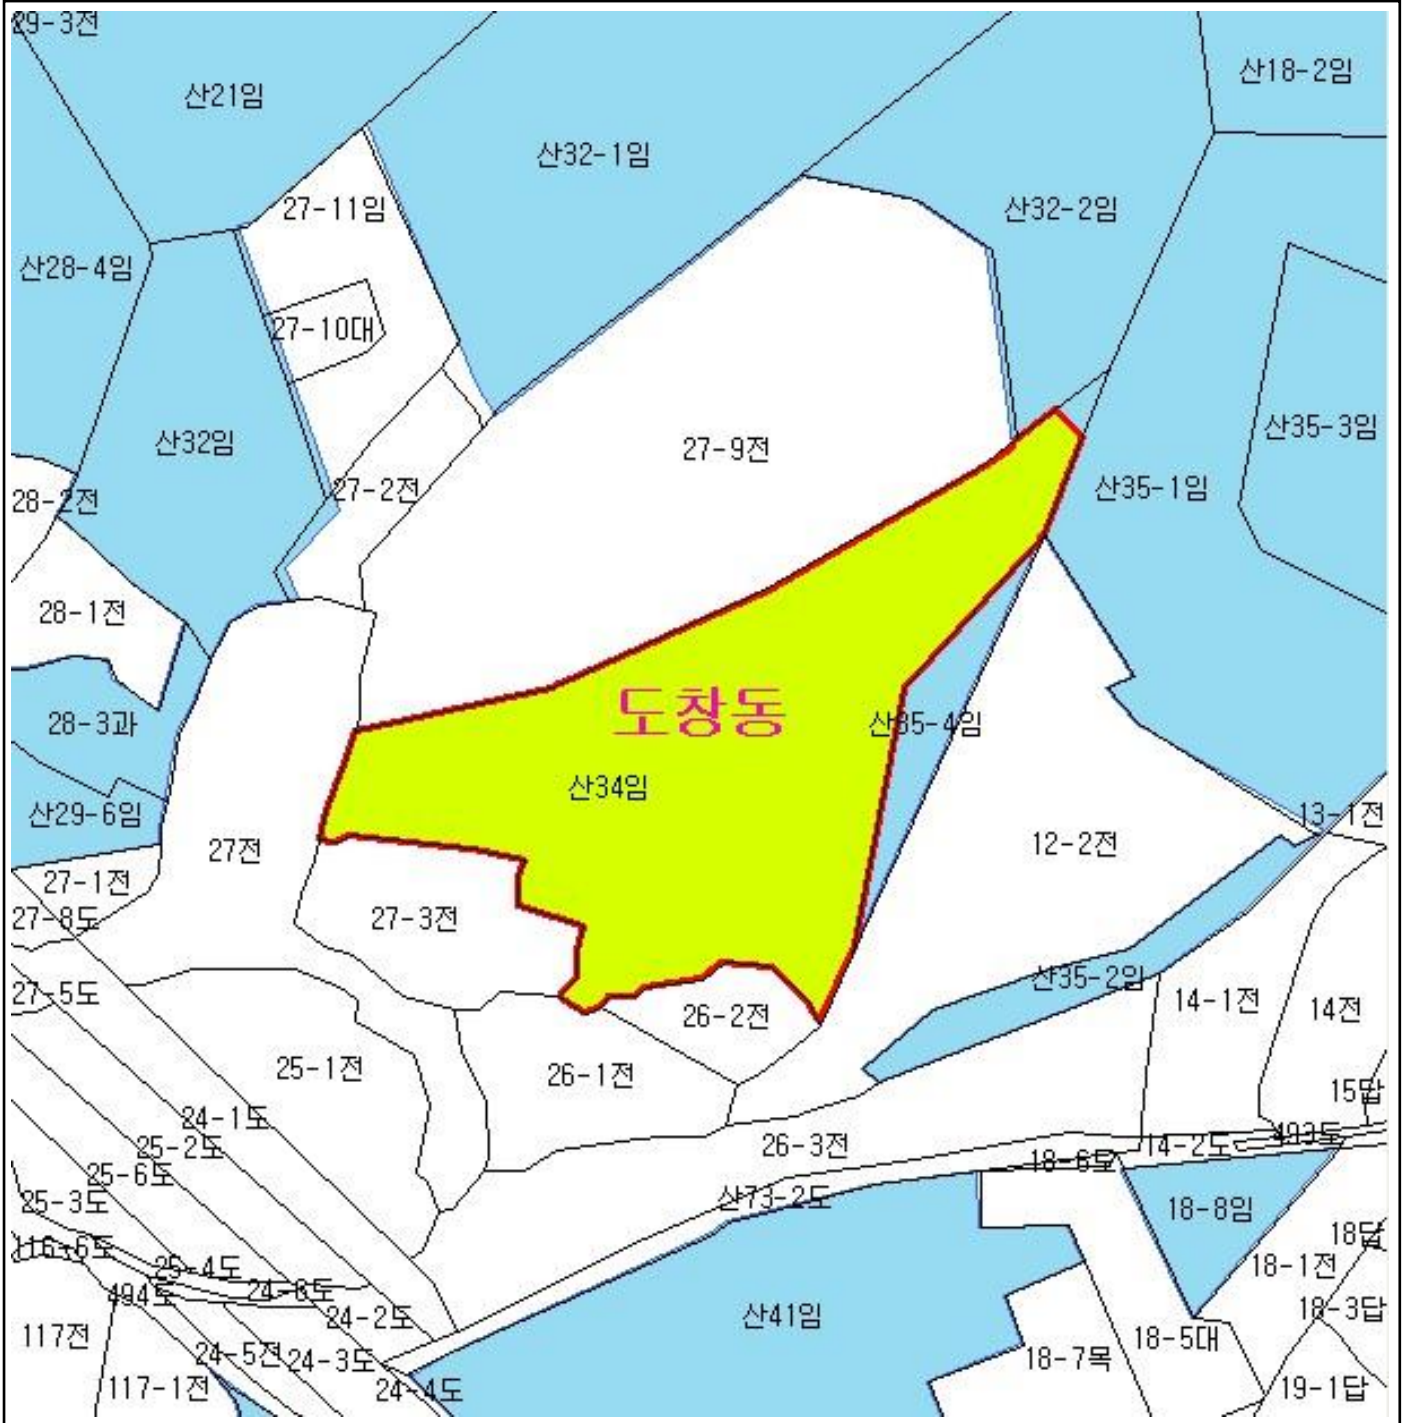 29-3전
산18-2임
산21임
산32-1임
27-11임
산32-2임
산28-4임
27-10대
산35-3임
산32임
27-9전
27-2전
산35-1임
28-2전
28-1전
도창동
28-3과
산35-4임
산34임
산29-6임
13-1전
27전
12-2전
27-1전
27-8도
27-3전
산35-2임
27-5도
14-1전
14전
26-2전
25-1전
26-1전
15답
24-1도
493도
25-2도
26-3전
14-2도
18-6도
25-6도
25-3도
산73-2도
18-8임
18답
116-6도
25-4도
18-1전
24-6도
494도
24-2도
산41임
18-3답
117전
18-5대
24-5전
24-3도
18-7목
117-1전
24-4도
19-1답